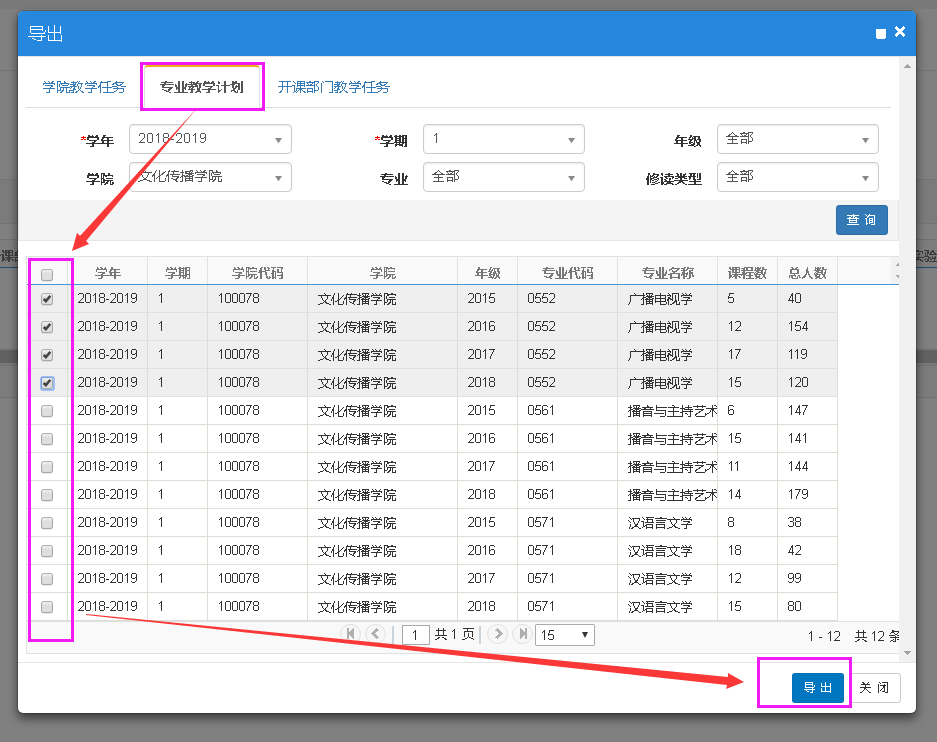 导出
学院教学任务 专业教学计划 开课部门教学任务
*学年 2018-2019 *学期 1 年级 全部
学院 文化传播学院 专业 全部 修读类型 全部
查 询
学年 学期 学院代码 学院 年级 专业代码 专业名称 课程数 总人数
2018-2019 1 100078 文化传播学院 2015 0552 广播电视学 5 40
2018-2019 1 100078 文化传播学院 2016 0552 广播电视学 12 154
2018-2019 1 100078 文化传播学院 2017 0552 广播电视学 17 119
2018-2019 1 100078 文化传播学院 2018 0552 广播电视学 15 120
2018-2019 1 100078 文化传播学院 2015 0561 播音与主持艺术 6 147
2018-2019 1 100078 文化传播学院 2016 0561 播音与主持艺术 15 141
2018-2019 1 100078 文化传播学院 2017 0561 播音与主持艺术 11 144
2018-2019 1 100078 文化传播学院 2018 0561 播音与主持艺术 14 179
2018-2019 1 100078 文化传播学院 2015 0571 汉语言文学 8 38
2018-2019 1 100078 文化传播学院 2016 0571 汉语言文学 18 42
2018-2019 1 100078 文化传播学院 2017 0571 汉语言文学 12 99
2018-2019 1 100078 文化传播学院 2018 0571 汉语言文学 15 80
1 共 1 页 15 1 - 12 共 12 条
导 出 关 闭